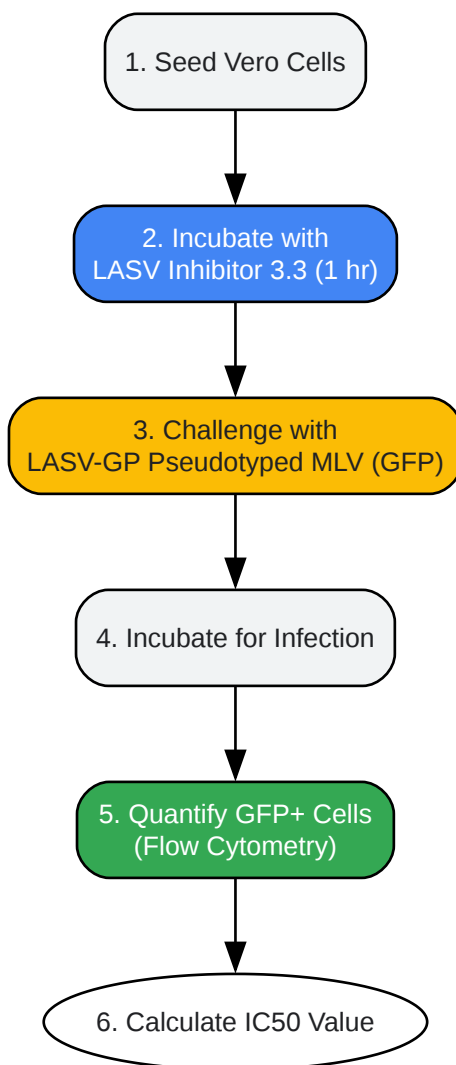 1. Seed Vero Cells
2. Incubate with
LASV Inhibitor 3.3 (1 hr)
3. Challenge with
LASV-GP Pseudotyped MLV (GFP)
4. Incubate for Infection
5. Quantify GFP+ Cells
(Flow Cytometry)
6. Calculate IC50 Value